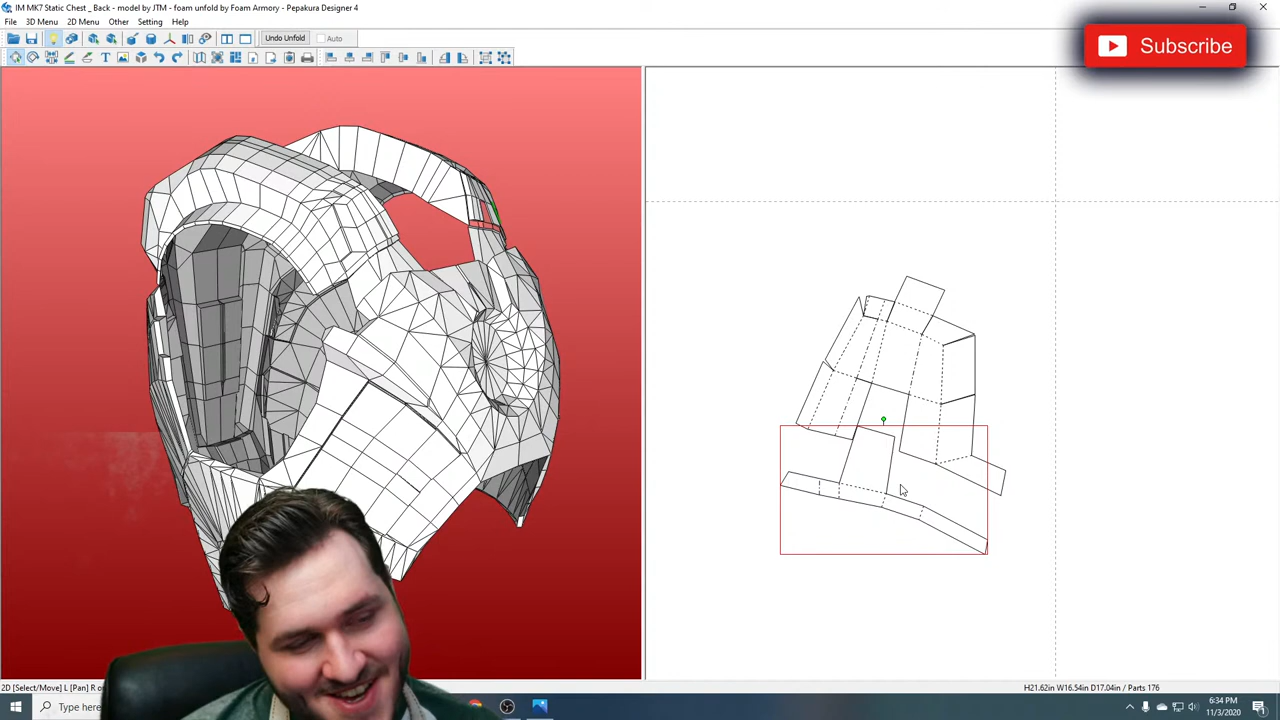 IM MK7 Static Chest _ Back - model by JTM - foam unfold by Foam Armory - Pepakura Designer 4
File 3D Menu 2D Menu Other Setting Help
Subscribe
Undo Unfold Auto
2D [Select/Move] L [Pan] R o
H21.62in W16.54in D17.04in / Parts 176
Type here
6:34 PM
11/3/2020
1